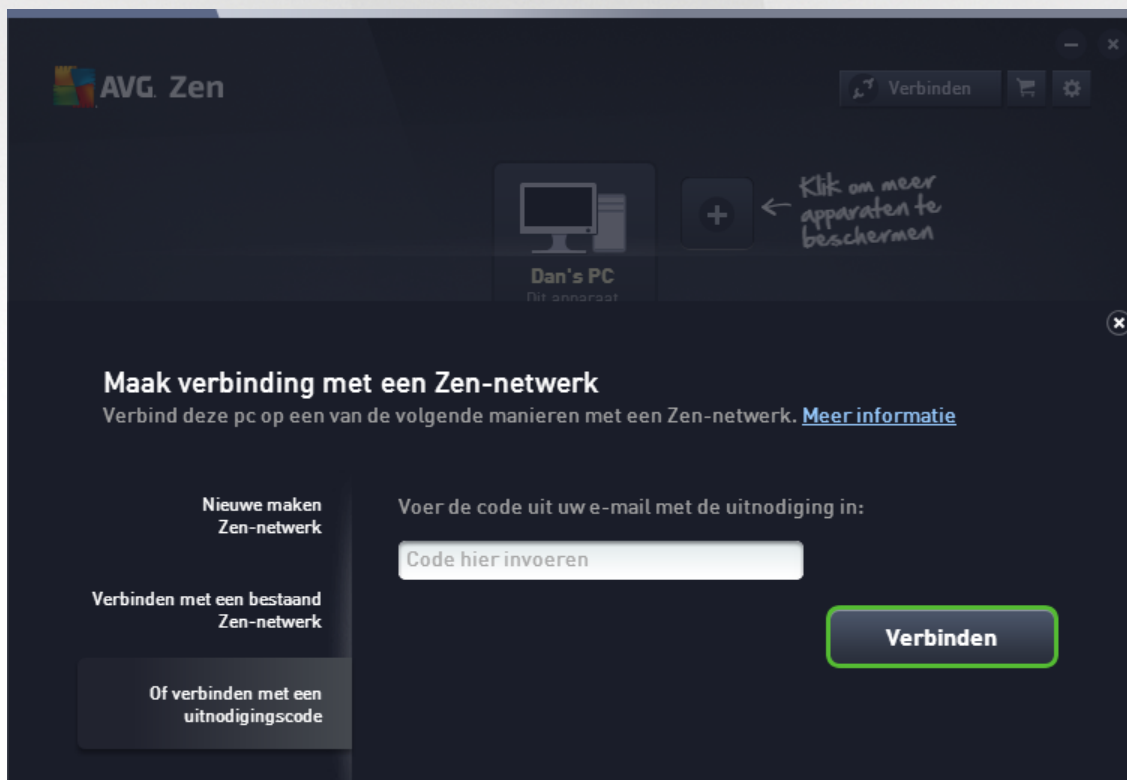 AVG. Zen
Verbinden
Klik om meer
apparaten te
beschermen
Dan's PC
Dit apparaat
Maak verbinding met een Zen-netwerk
Verbind deze pc op een van de volgende manieren met een Zen-netwerk. Meer informatie
Nieuwe maken
Zen-netwerk
Voer de code uit uw e-mail met de uitnodiging in:
Code hier invoeren
Verbinden met een bestaand
Zen-netwerk
Verbinden
Of verbinden met een
uitnodigingscode